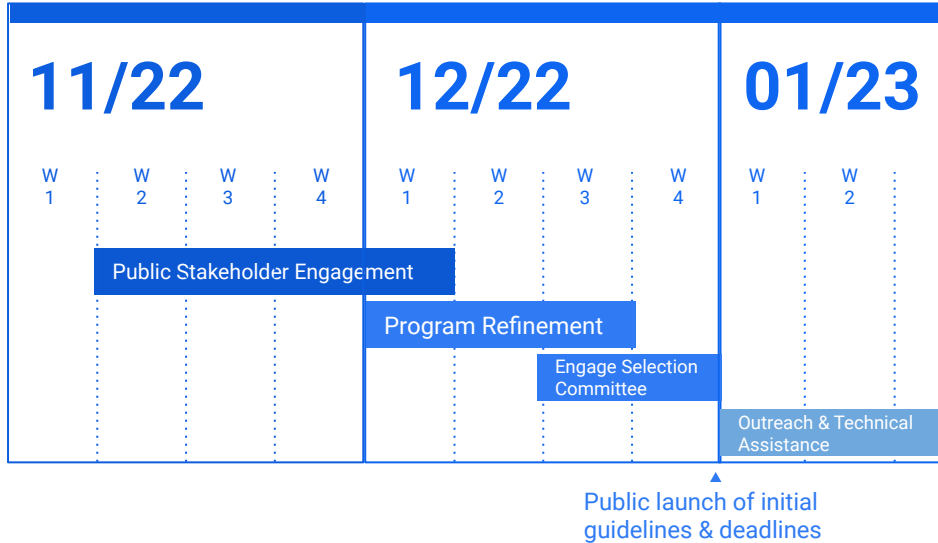 11/22
12/22
01/23
W
1
W
2
W
3
W
4
W
1
W
2
W
3
W
4
W
1
W
2
Public Stakeholder Engagement
Program Refinement
Engage Selection
Committee
Outreach & Technical
Assistance
Public launch of initial
guidelines & deadlines